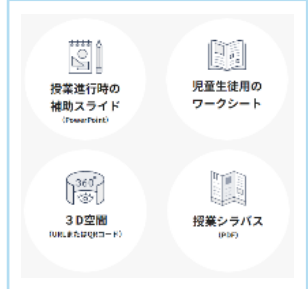 授業進行時の
補助スライド
(PowerPoint)
児童生徒用の
ワークシート
360°
3D空間
(URLまたはQRコード)
授業シラバス
(PDF)